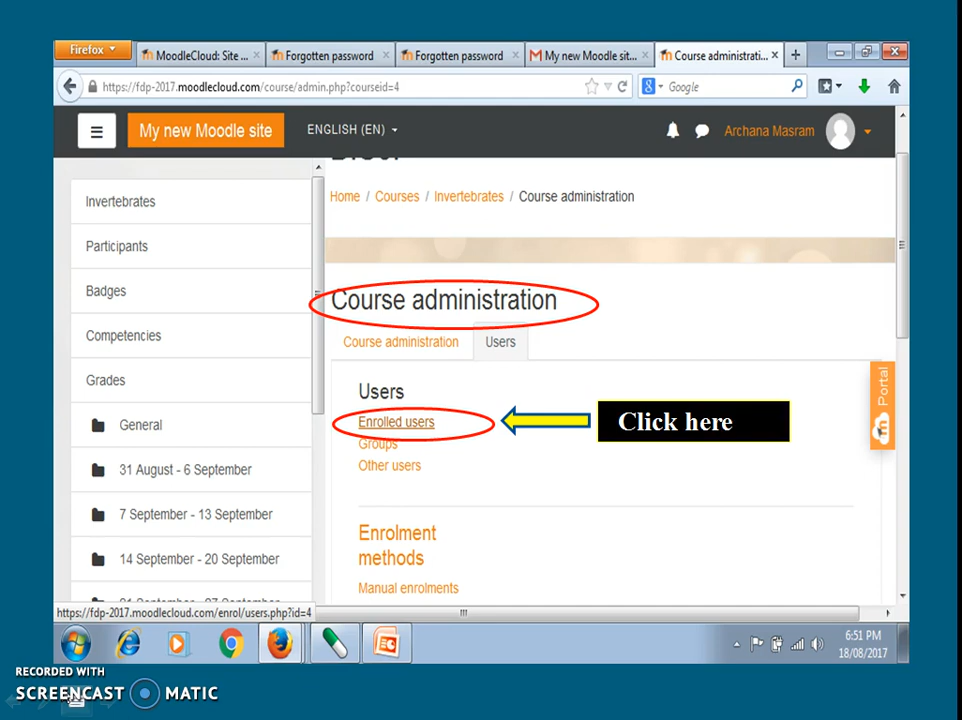 Firefox
MoodleCloud: Site ...
Forgotten password
Forgotten password
My new Moodle sit...
Course administrati...
https://fdp-2017.moodlecloud.com/course/admin.php?courseid=4
Google
My new Moodle site
ENGLISH (EN)
Archana Masram
Invertebrates
Participants
Badges
Competencies
Grades
General
31 August - 6 September
7 September - 13 September
14 September - 20 September
Home / Courses / Invertebrates / Course administration
Course administration
Course administration
Users
Users
Enrolled users
Click here
Groups
Other users
Enrolment
methods
Manual enrolments
Portal
https://fdp-2017.moodlecloud.com/enrol/users.php?id=4
6:51 PM
18/08/2017
RECORDED WITH
SCREENCAST MATIC